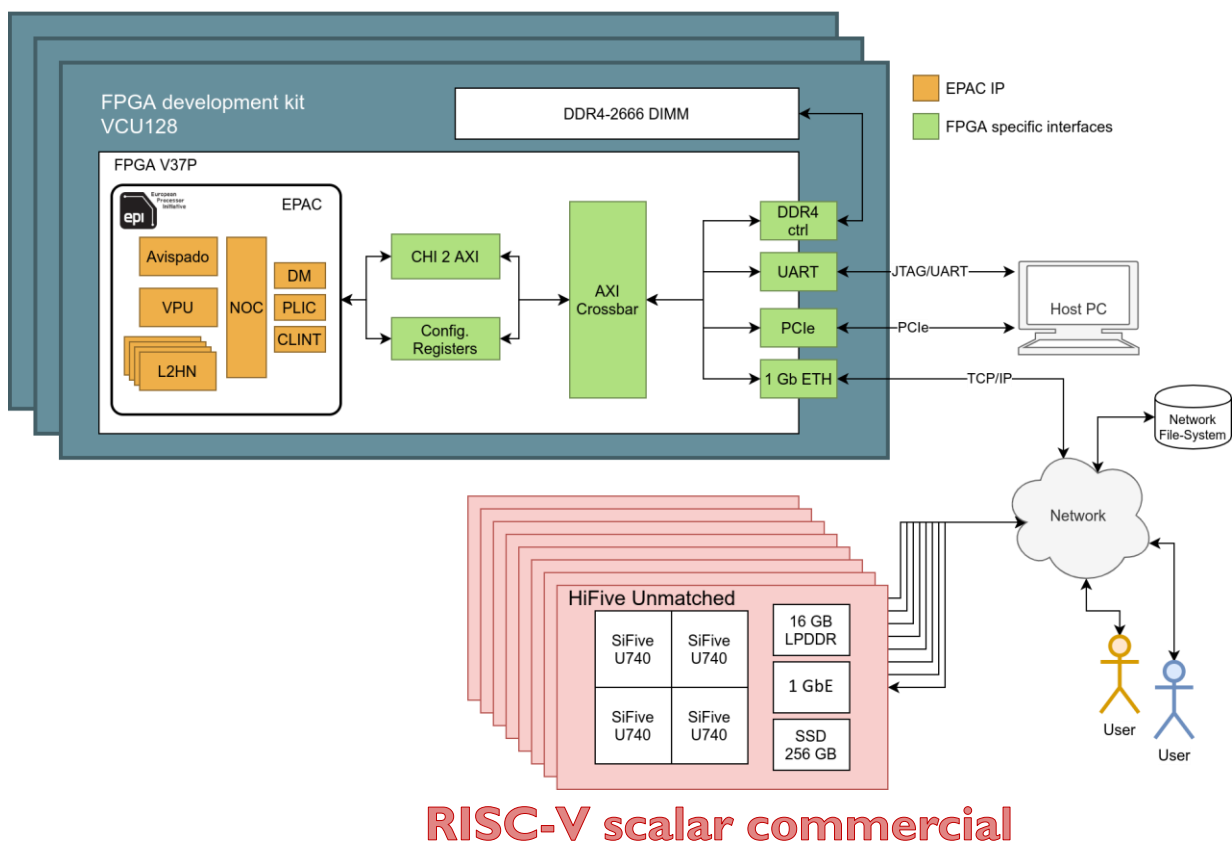 FPGA development kit
VCU128
DDR4-2666 DIMM
EPAC IP
FPGA specific interfaces
FPGA V37P
epi
European
Processor
Initiative
EPAC
Avispado
VPU
L2HN
NOC
DM
PLIC
CLINT
CHI 2 AXI
Config.
Registers
AXI
Crossbar
DDR4
ctrl
UART
PCIe
1 Gb ETH
JTAG/UART
PCIe
TCP/IP
Host PC
Network
File-System
Network
User
User
HiFive Unmatched
SiFive
U740
SiFive
U740
SiFive
U740
SiFive
U740
16 GB
LPDDR
1 GbE
SSD
256 GB
RISC-V scalar commercial